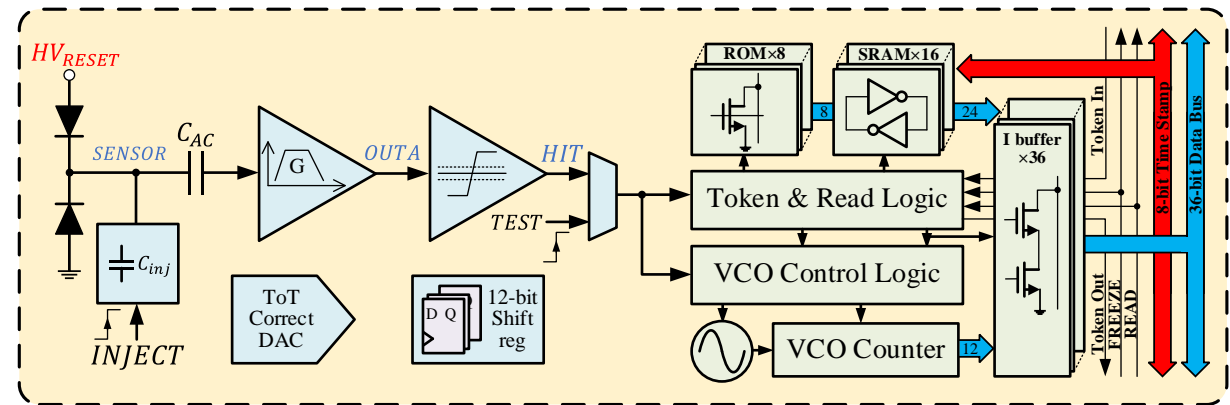 HV_RESET
SENSOR
C_AC
C_inj
INJECT
G
OUTA
HIT
TEST
ToT
Correct
DAC
D Q
12-bit
Shift
reg
ROM×8
8
SRAM×16
24
Token & Read Logic
VCO Control Logic
VCO Counter
12
I buffer
×36
Token In
Token Out
FREEZE
READ
8-bit Time Stamp
36-bit Data Bus